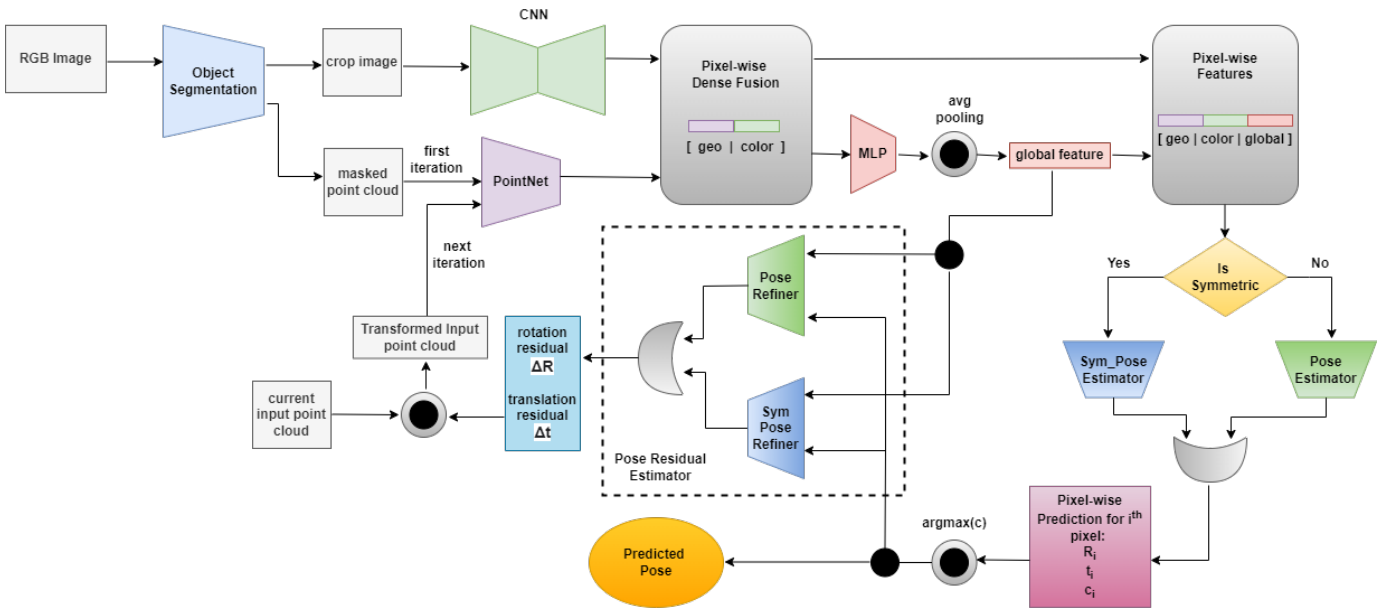 CNN
RGB Image
Object
Segmentation
crop image
Pixel-wise
Dense Fusion
[ geo | color ]
Pixel-wise
Features
[ geo | color | global ]
avg
pooling
MLP
global feature
masked
point cloud
first
iteration
PointNet
next
iteration
Is
Symmetric
Yes
No
Sym_Pose
Estimator
Pose
Estimator
Pose
Refiner
Sym
Pose
Refiner
Pose Residual
Estimator
rotation
residual
ΔR
translation
residual
Δt
Transformed Input
point cloud
current
input point
cloud
Pixel-wise
Prediction for iᵗʰ
pixel:
Rᵢ
tᵢ
cᵢ
argmax(c)
Predicted
Pose